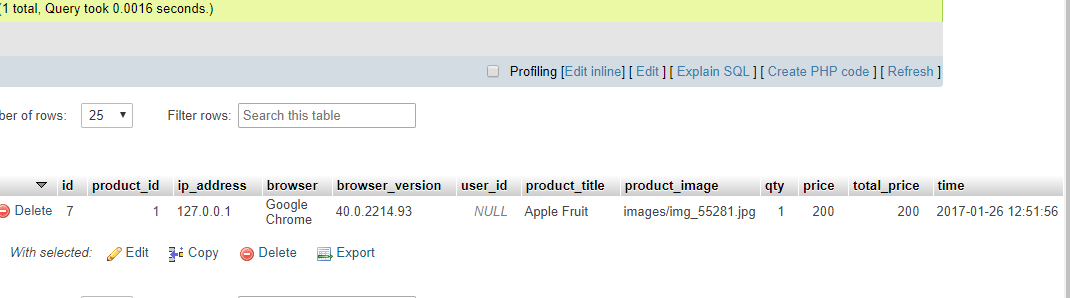 (1 total, Query took 0.0016 seconds.)
Profiling [Edit inline] [ Edit ] [ Explain SQL ] [ Create PHP code ] [ Refresh ]
ber of rows: 25 Filter rows: Search this table
id product_id ip_address browser browser_version user_id product_title product_image qty price total_price time
Delete 7 1 127.0.0.1 Google Chrome 40.0.2214.93 NULL Apple Fruit images/img_55281.jpg 1 200 200 2017-01-26 12:51:56
With selected: Edit Copy Delete Export